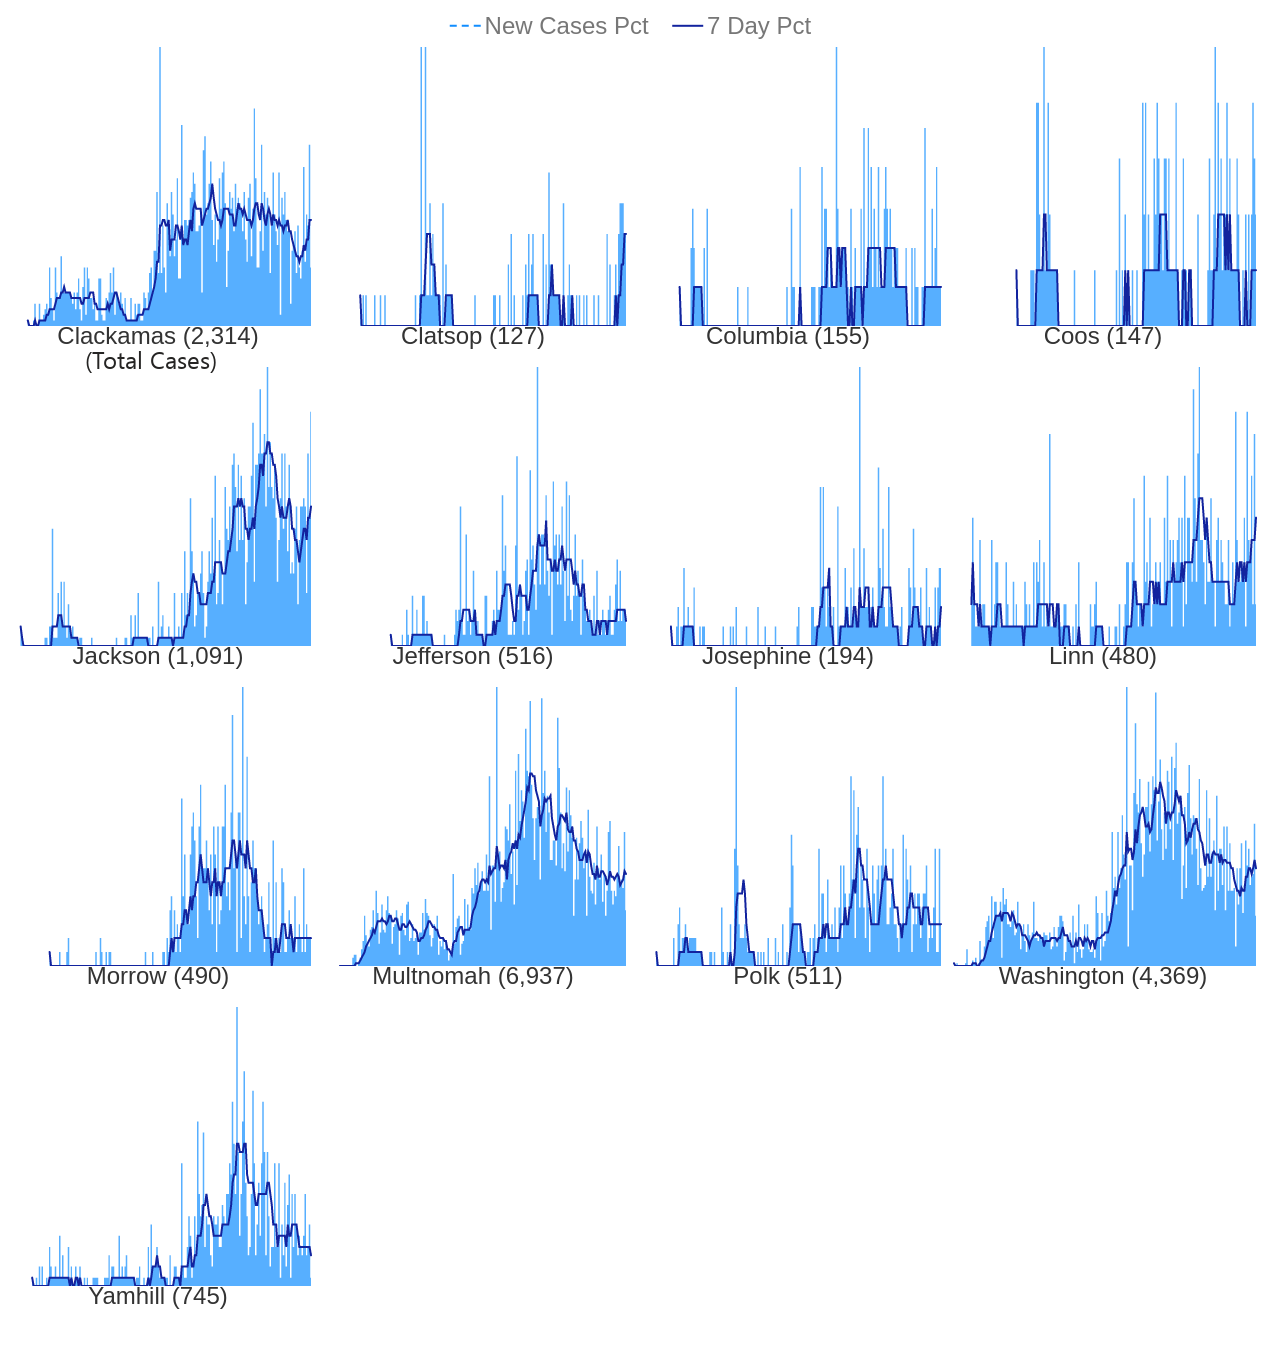 New Cases Pct 7 Day Pct
Clackamas (2,314) Clatsop (127) Columbia (155) Coos (147)
(Total Cases)
Jackson (1,091) Jefferson (516) Josephine (194) Linn (480)
Morrow (490) Multnomah (6,937) Polk (511) Washington (4,369)
Yamhill (745)